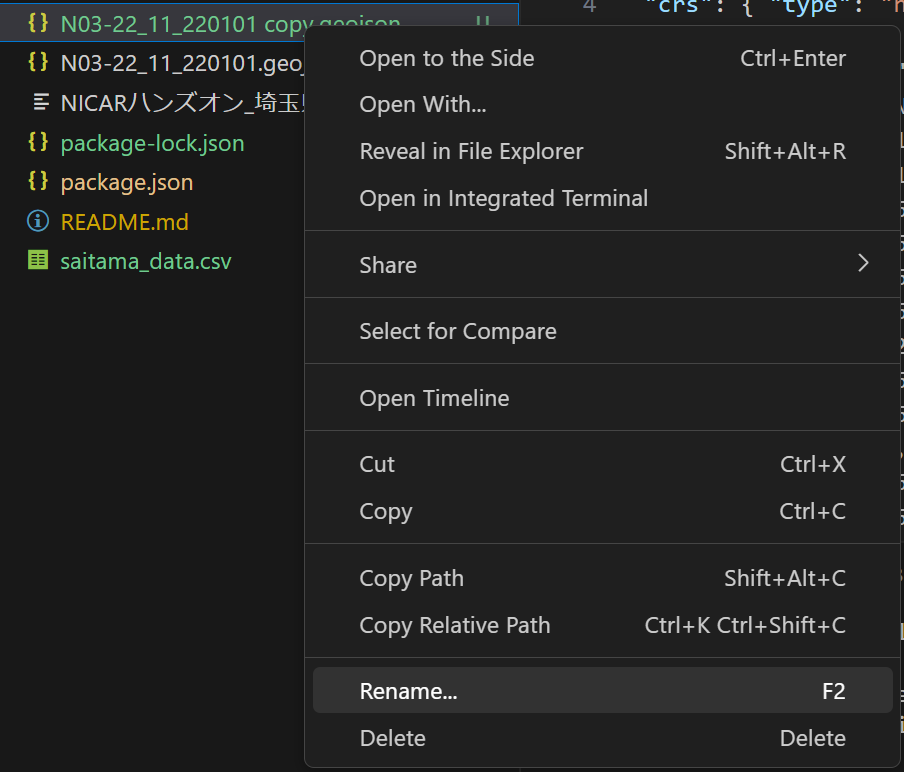 N03-22_11_220101 copy.geojson U
4 "crs": { "type":
N03-22_11_220101.geo
NICARハンズオン_埼玉
package-lock.json
package.json
README.md
saitama_data.csv
Open to the Side Ctrl+Enter
Open With...
Reveal in File Explorer Shift+Alt+R
Open in Integrated Terminal
Share
Select for Compare
Open Timeline
Cut Ctrl+X
Copy Ctrl+C
Copy Path Shift+Alt+C
Copy Relative Path Ctrl+K Ctrl+Shift+C
Rename... F2
Delete Delete